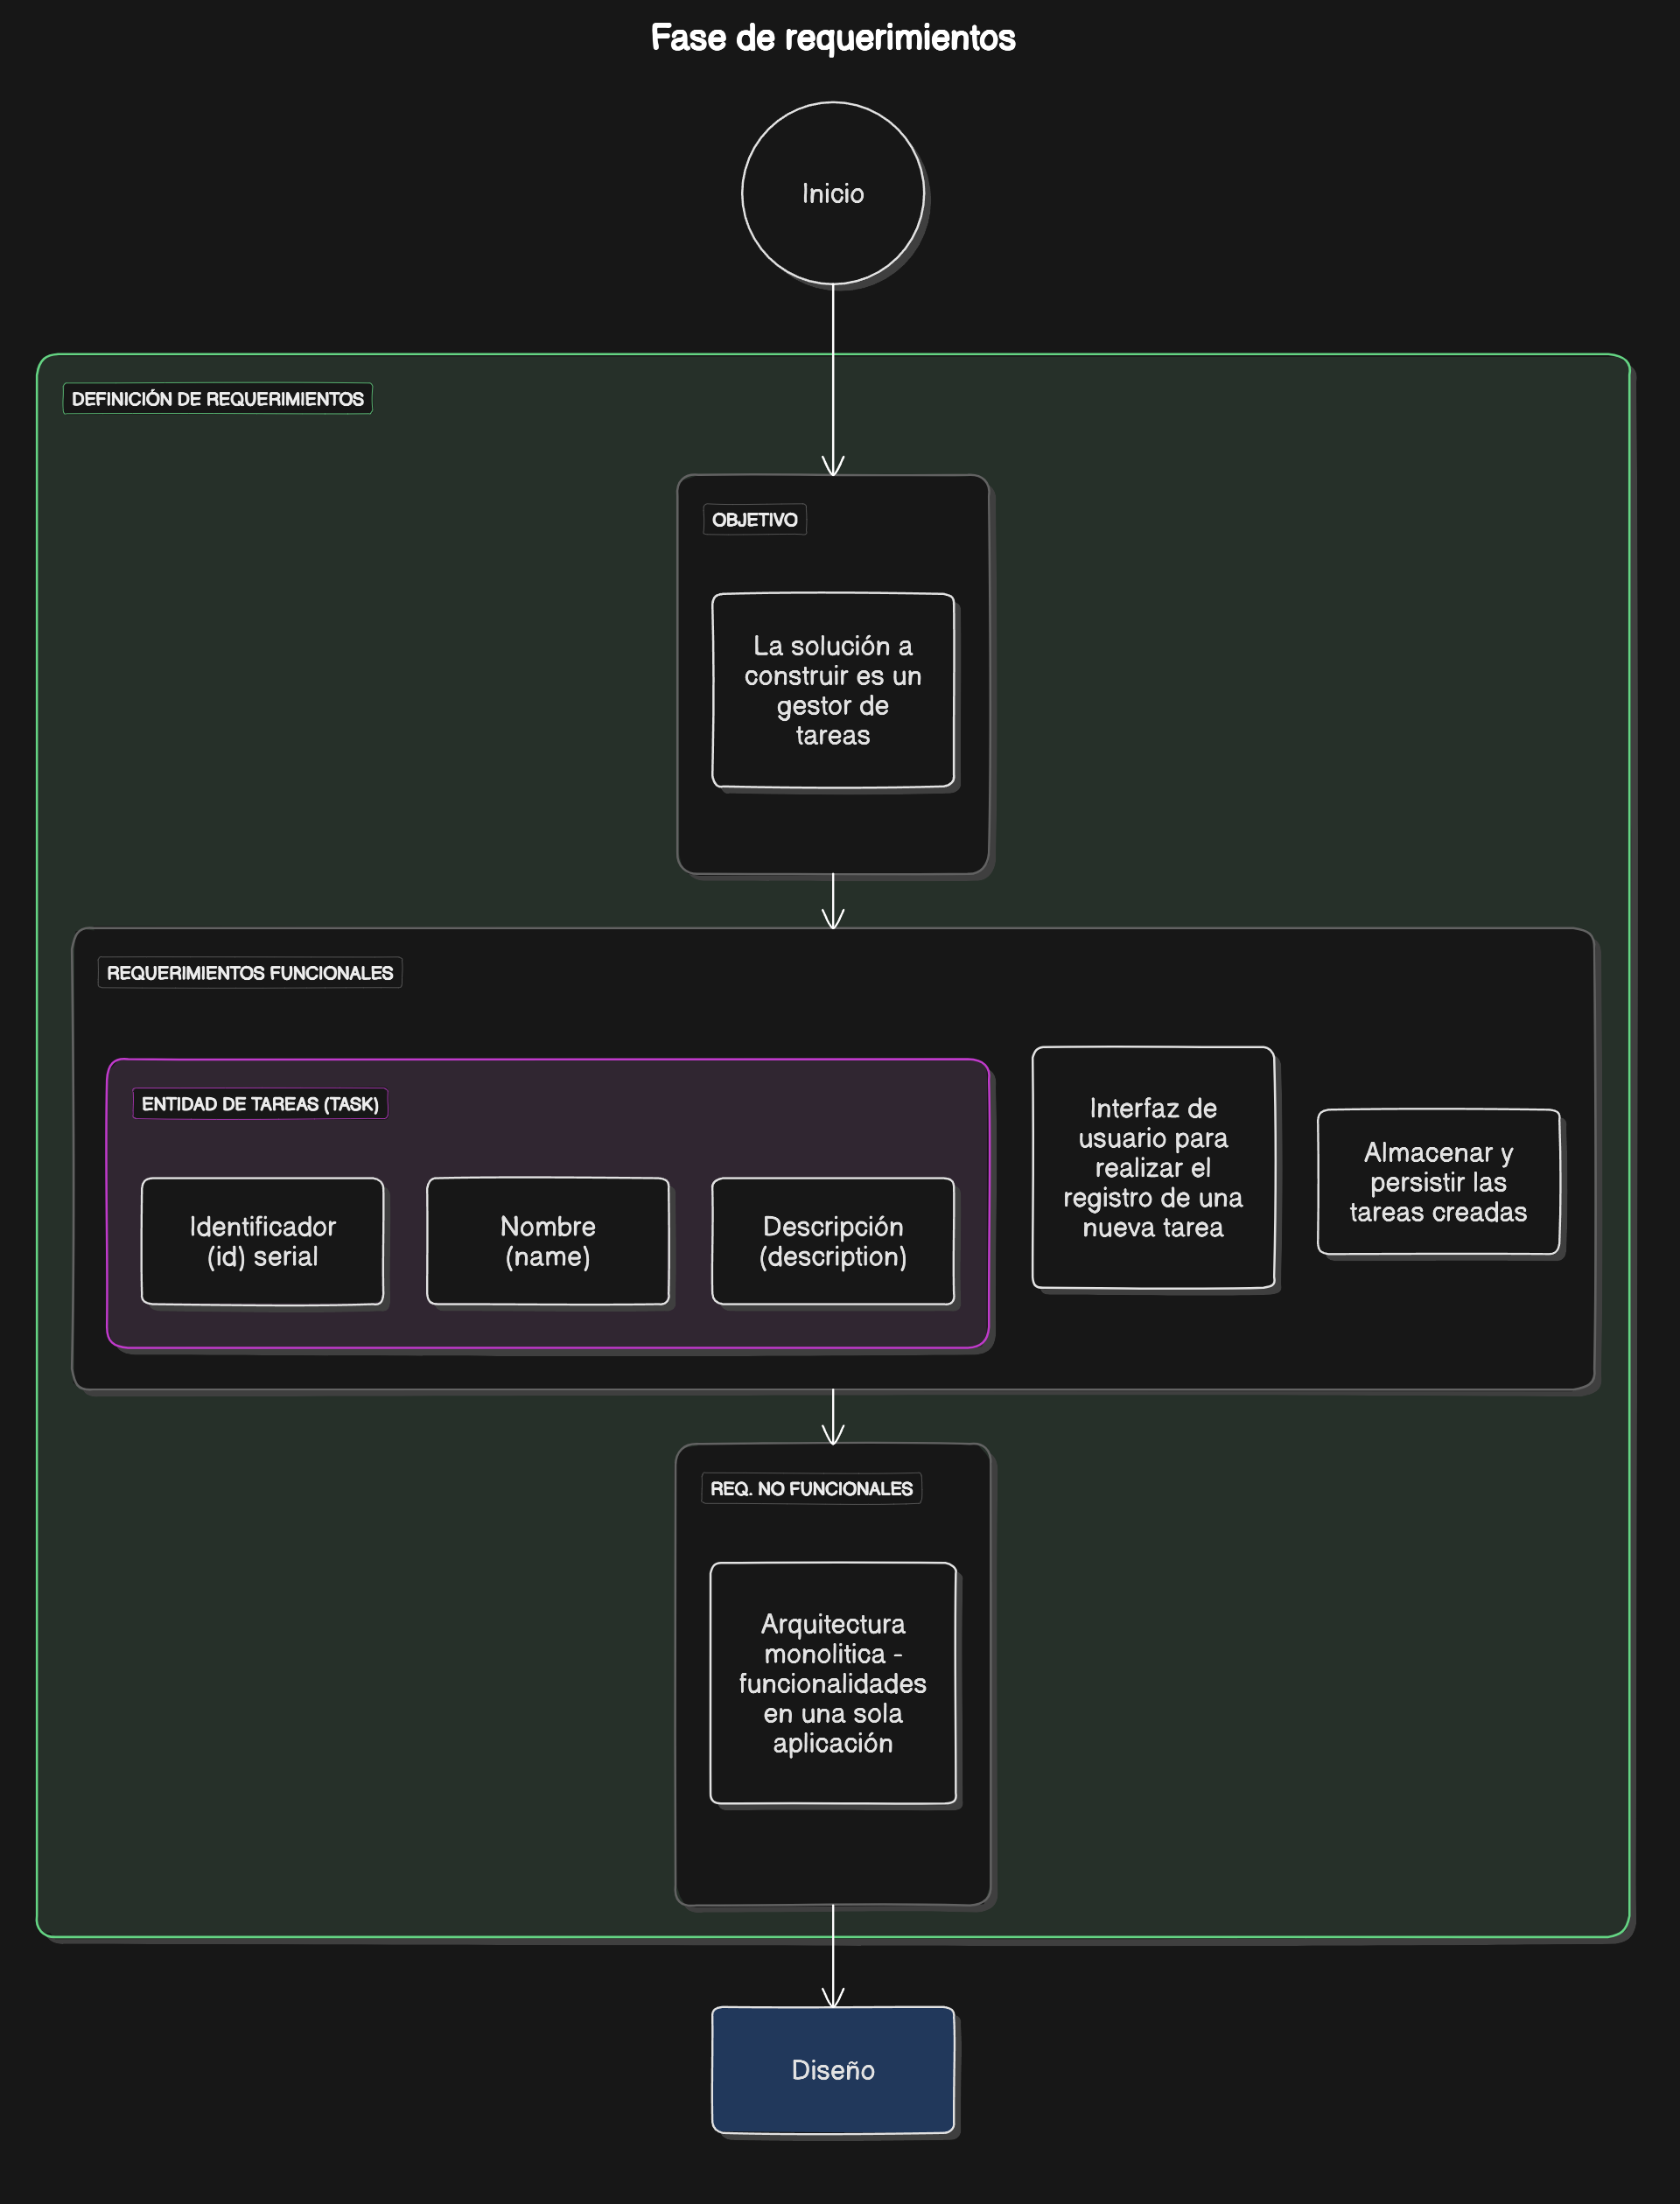 Fase de requerimientos
Inicio
DEFINICIÓN DE REQUERIMIENTOS
OBJETIVO
La solución a
construir es un
gestor de
tareas
REQUERIMIENTOS FUNCIONALES
ENTIDAD DE TAREAS (TASK)
Identificador
(id) serial
Nombre
(name)
Descripción
(description)
Interfaz de
usuario para
realizar el
registro de una
nueva tarea
Almacenar y
persistir las
tareas creadas
REQ. NO FUNCIONALES
Arquitectura
monolitica -
funcionalidades
en una sola
aplicación
Diseño